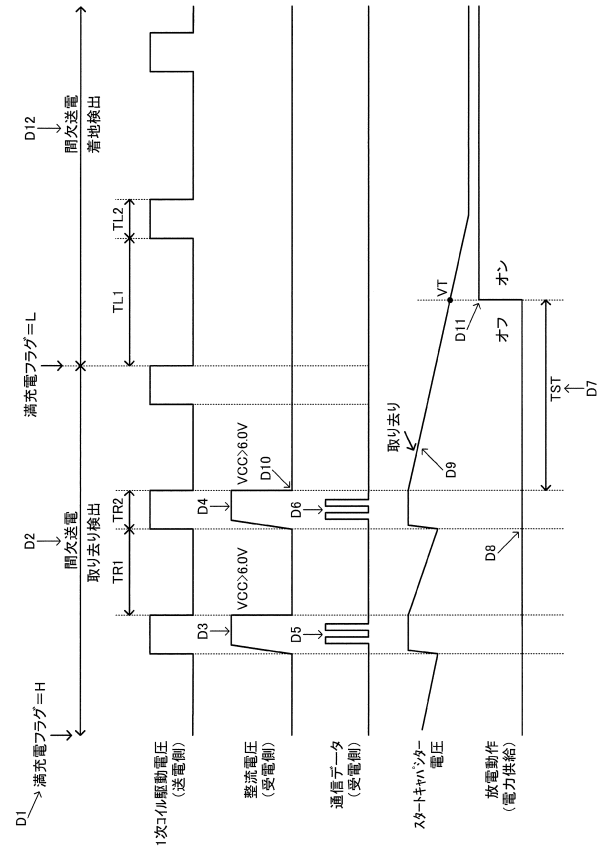 D1
満充電フラグ=H
D2
間欠送電
取り去り検出
満充電フラグ=L
D12
間欠送電
着地検出
1次コイル駆動電圧
(送電側)
TR1
TR2
TL1
TL2
整流電圧
(受電側)
D3
VCC>6.0V
D4
VCC>6.0V
D10
通信データ
(受電側)
D5
D6
スタートキャパシター
電圧
取り去り
D9
VT
放電動作
(電力供給)
D8
D11
オフ
オン
TST
D7